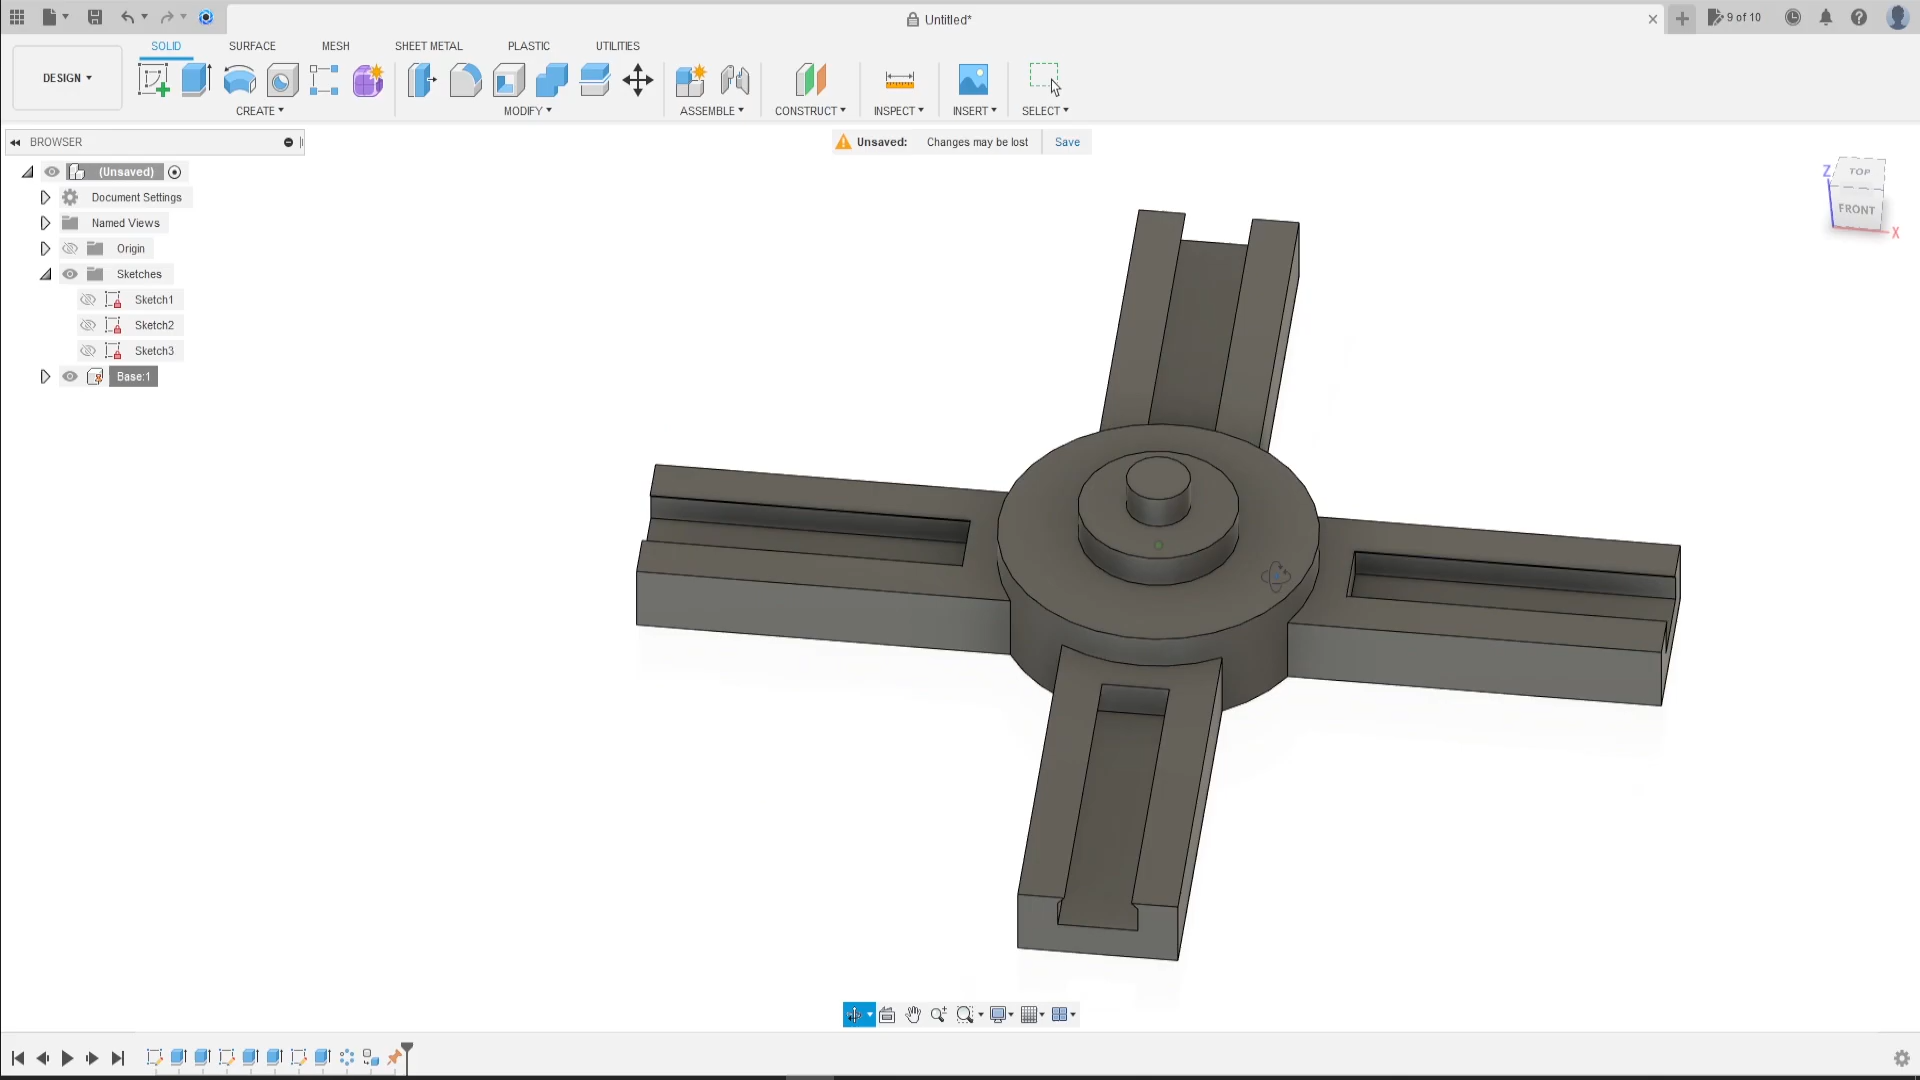 Untitled*
9 of 10
DESIGN
SOLID
SURFACE
MESH
SHEET METAL
PLASTIC
UTILITIES
CREATE
MODIFY
ASSEMBLE
CONSTRUCT
INSPECT
INSERT
SELECT
BROWSER
Unsaved: Changes may be lost Save
(Unsaved)
Document Settings
Named Views
Origin
Sketches
Sketch1
Sketch2
Sketch3
Base:1
Z
TOP
FRONT
X